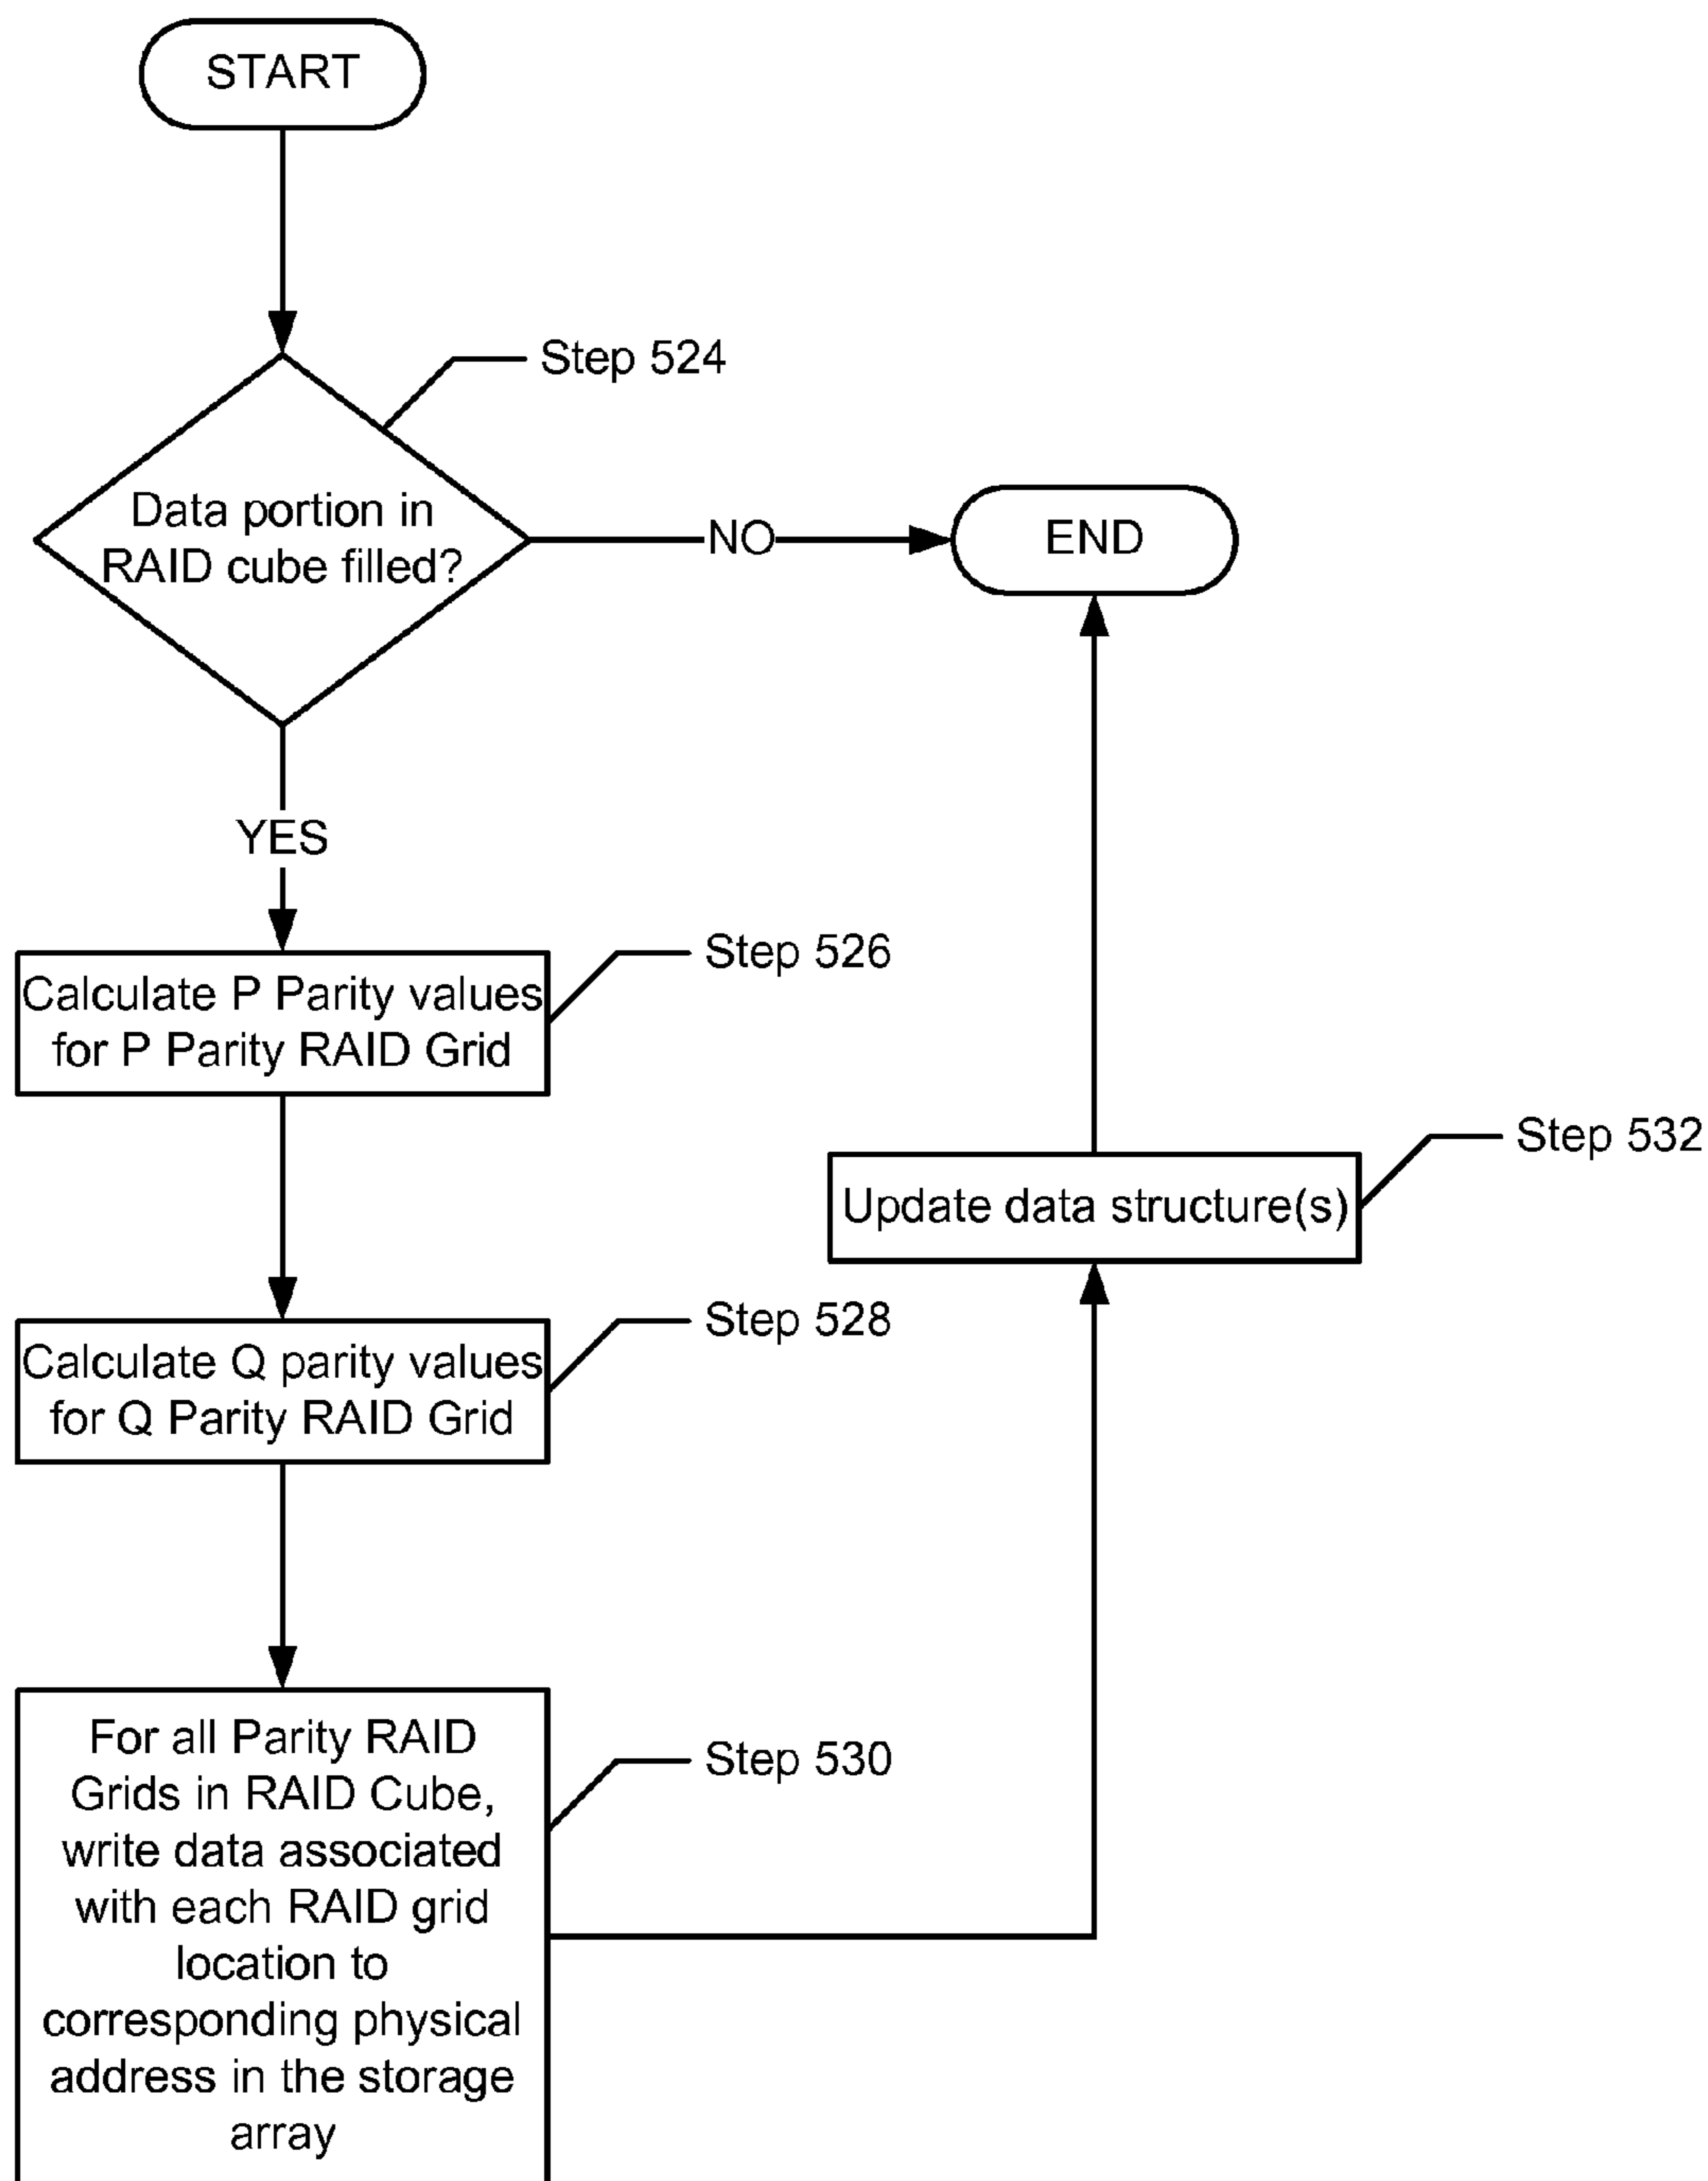 START
Step 524
Data portion in
RAID cube filled?
NO
END
YES
Step 526
Calculate P Parity values
for P Parity RAID Grid
Step 532
Update data structure(s)
Step 528
Calculate Q parity values
for Q Parity RAID Grid
Step 530
For all Parity RAID
Grids in RAID Cube,
write data associated
with each RAID grid
location to
corresponding physical
address in the storage
array